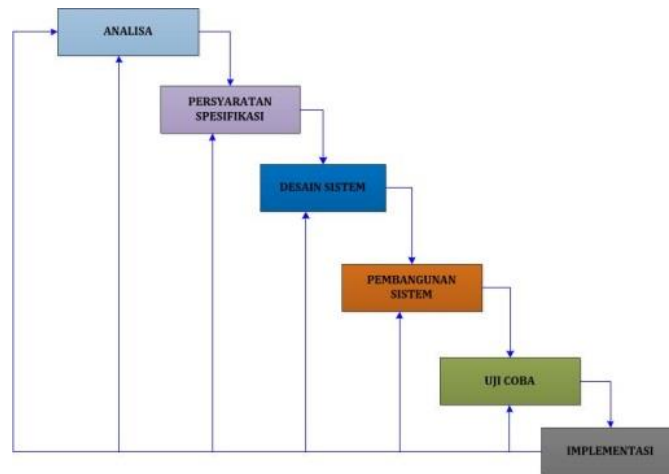 ANALISA
PERSYARATAN
SPESIFIKASI
DESAIN SISTEM
PEMBANGUNAN
SISTEM
UJI COBA
IMPLEMENTASI